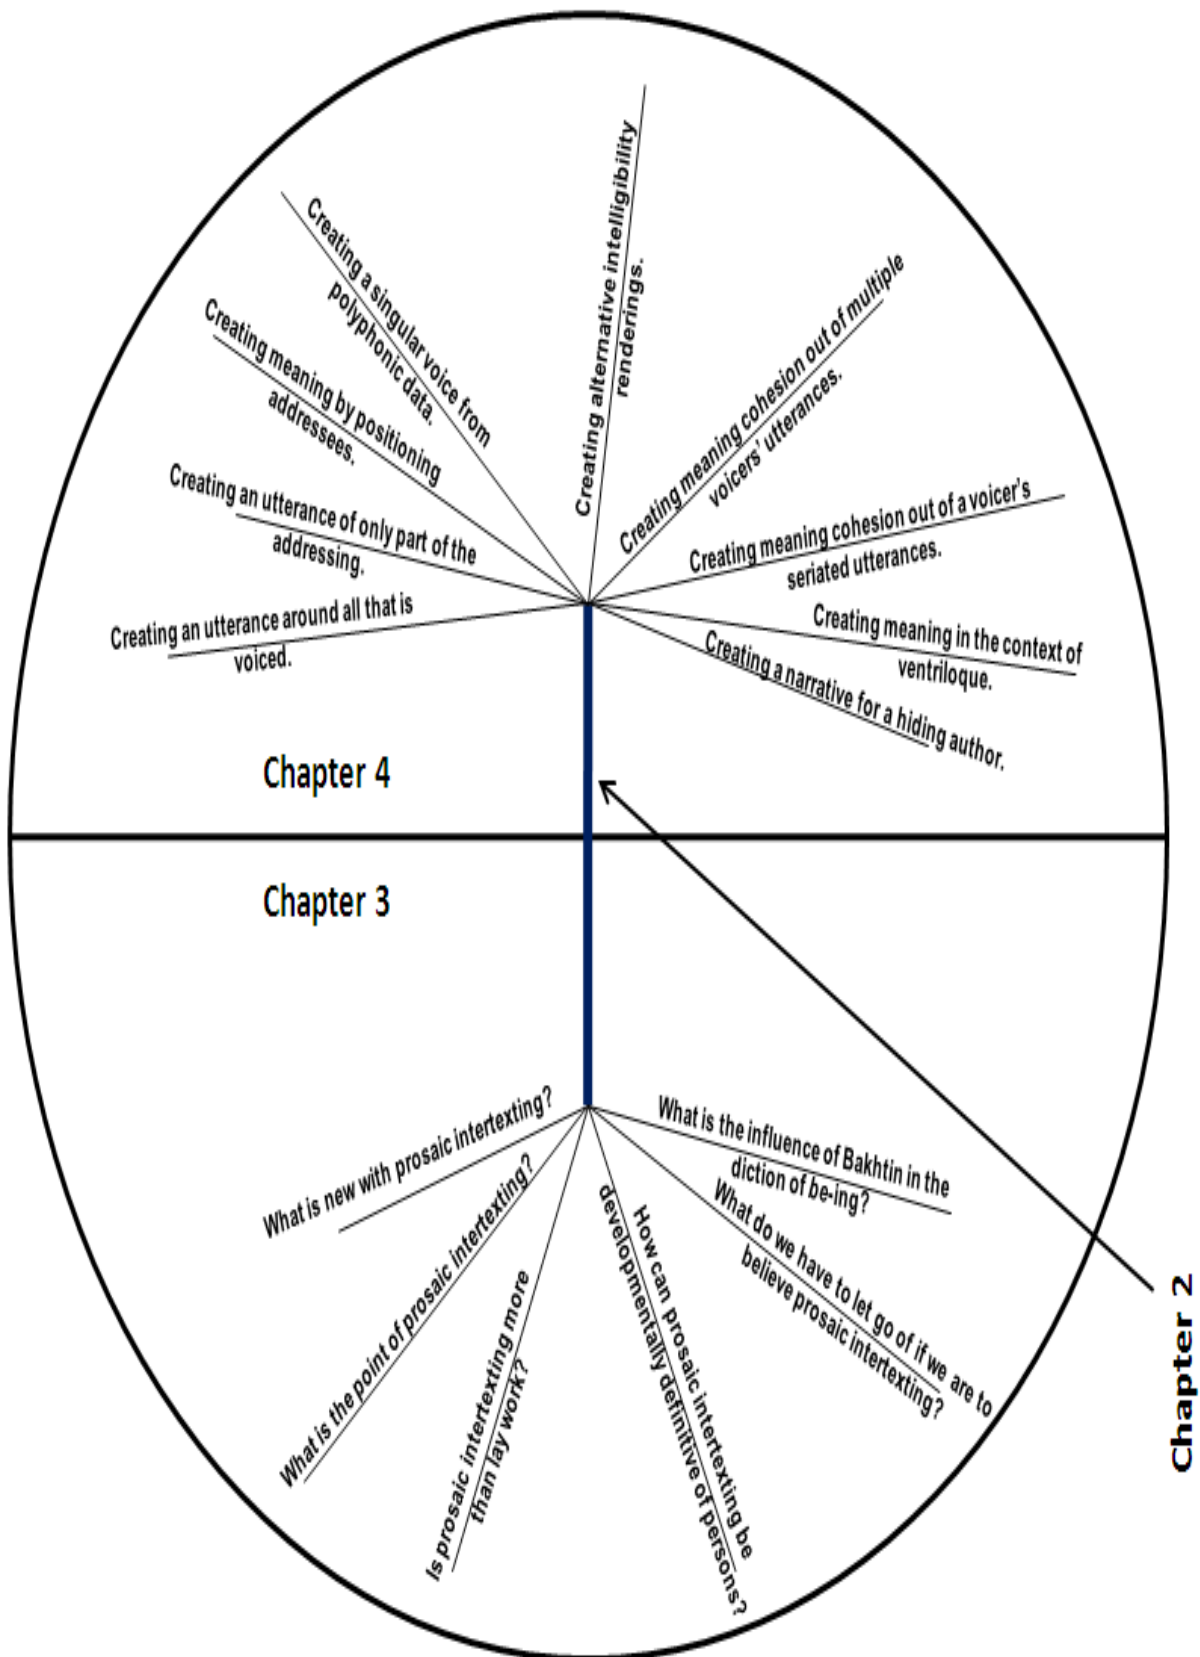 Creating an utterance around all that is
voiced.
Creating an utterance of only part of the
addressing.
Creating meaning by positioning
addressees.
Creating a singular voice from
polyphonic data.
Creating alternative intelligibility
renderings.
Creating meaning cohesion out of multiple
voicers' utterances.
Creating meaning cohesion out of a voicer's
seriated utterances.
Creating meaning in the context of
ventriloque.
Creating a narrative for a hiding author.
Chapter 4
Chapter 3
What is new with prosaic intertexting?
What is the point of prosaic intertexting?
Is prosaic intertexting more
than lay work?
How can prosaic intertexting be
developmentally definitive of persons?
What do we have to let go of if we are to
believe prosaic intertexting?
What is the influence of Bakhtin in the
diction of be-ing?
Chapter 2